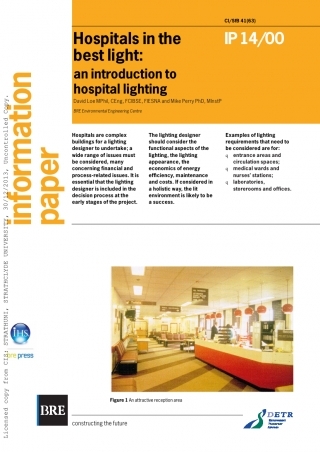 CI/SfB 41(63)
Hospitals in the
best light:
an introduction to
hospital lighting
IP 14/00
David Loe MPhil, CEng, FCIBSE, FIESNA and Mike Perry PhD, MInstP
BRE Environmental Engineering Centre
information
paper
Hospitals are complex
buildings for a lighting
designer to undertake; a
wide range of issues must
be considered, many
concerning financial and
process-related issues. It is
essential that the lighting
designer is included in the
decision process at the
early stages of the project.
The lighting designer
should consider the
functional aspects of the
lighting, the lighting
appearance, the
economics of energy
efficiency, maintenance
and costs. If considered in
a holistic way, the lit
environment is likely to be
a success.
Examples of lighting
requirements that need to
be considered are for:
q entrance areas and
circulation spaces;
q medical wards and
nurses' stations;
q laboratories,
storerooms and offices.
Licensed copy from CIS: STRATHUNI, STRATHCLYDE UNIVERSITY, 30/12/2013, Uncontrolled Copy.
IHS
bre press
Figure 1 An attractive reception area
BRE
constructing the future
DETR